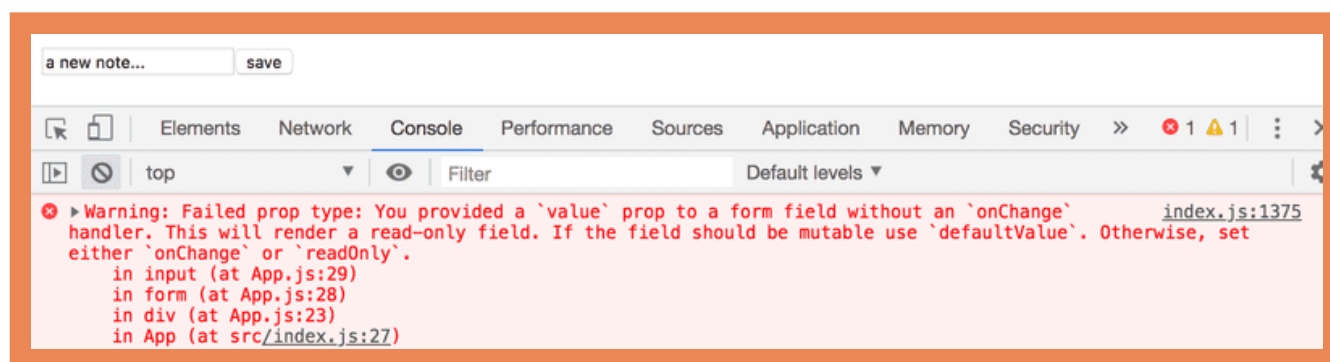 a new note... save
Elements Network Console Performance Sources Application Memory Security » 1 1
top Filter Default levels ▼
Warning: Failed prop type: You provided a `value` prop to a form field without an `onChange` index.js:1375
handler. This will render a read-only field. If the field should be mutable use `defaultValue`. Otherwise, set
either `onChange` or `readOnly`.
in input (at App.js:29)
in form (at App.js:28)
in div (at App.js:23)
in App (at src/index.js:27)